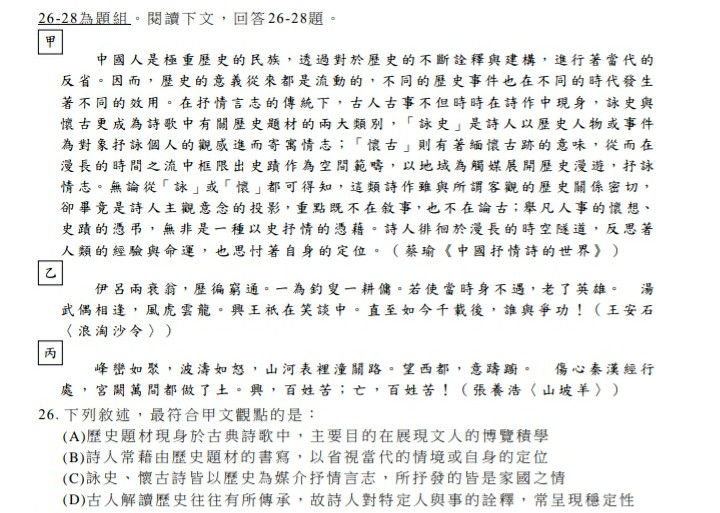 26-28為題組。閱讀下文，回答26-28題。
甲
中國人是極重歷史的民族，透過對於歷史的不斷詮釋與建構，進行著當代的
反省。因而，歷史的意義從來都是流動的，不同的歷史事件也在不同的時代發生
著不同的效用。在抒情言志的傳統下，古人古事不但時時在詩作中現身，詠史與
懷古更成為詩歌中有關歷史題材的兩大類別，「詠史」是詩人以歷史人物或事件
為對象抒詠個人的觀感進而寄寓情志；「懷古」則有著緬懷古跡的意味，從而在
漫長的時間之流中框限出史蹟作為空間範疇，以地域為觸媒展開歷史漫遊，抒詠
情志。無論從「詠」或「懷」都可得知，這類詩作雖與所謂客觀的歷史關係密切，
卻畢竟是詩人主觀意念的投影，重點既不在敘事，也不在論古；舉凡人事的懷想、
史蹟的憑弔，無非是一種以史抒情的憑藉。詩人徘徊於漫長的時空隧道，反思著
人類的經驗與命運，也思忖著自身的定位。（蔡瑜《中國抒情詩的世界》）
乙
伊呂兩衰翁，歷徧窮通。一為釣叟一耕傭。若使當時身不遇，老了英雄。　湯
武偶相逢，風虎雲龍。興王祇在笑談中。直至如今千載後，誰與爭功！（王安石
〈浪淘沙令〉）
丙
峰巒如聚，波濤如怒，山河表裡潼關路。望西都，意躊躕。　傷心秦漢經行
處，宮闕萬間都做了土。興，百姓苦；亡，百姓苦！（張養浩〈山坡羊〉）
26. 下列敘述，最符合甲文觀點的是：
(A)歷史題材現身於古典詩歌中，主要目的在展現文人的博覽積學
(B)詩人常藉由歷史題材的書寫，以省視當代的情境或自身的定位
(C)詠史、懷古詩皆以歷史為媒介抒情言志，所抒發的皆是家國之情
(D)古人解讀歷史往往有所傳承，故詩人對特定人與事的詮釋，常呈現穩定性